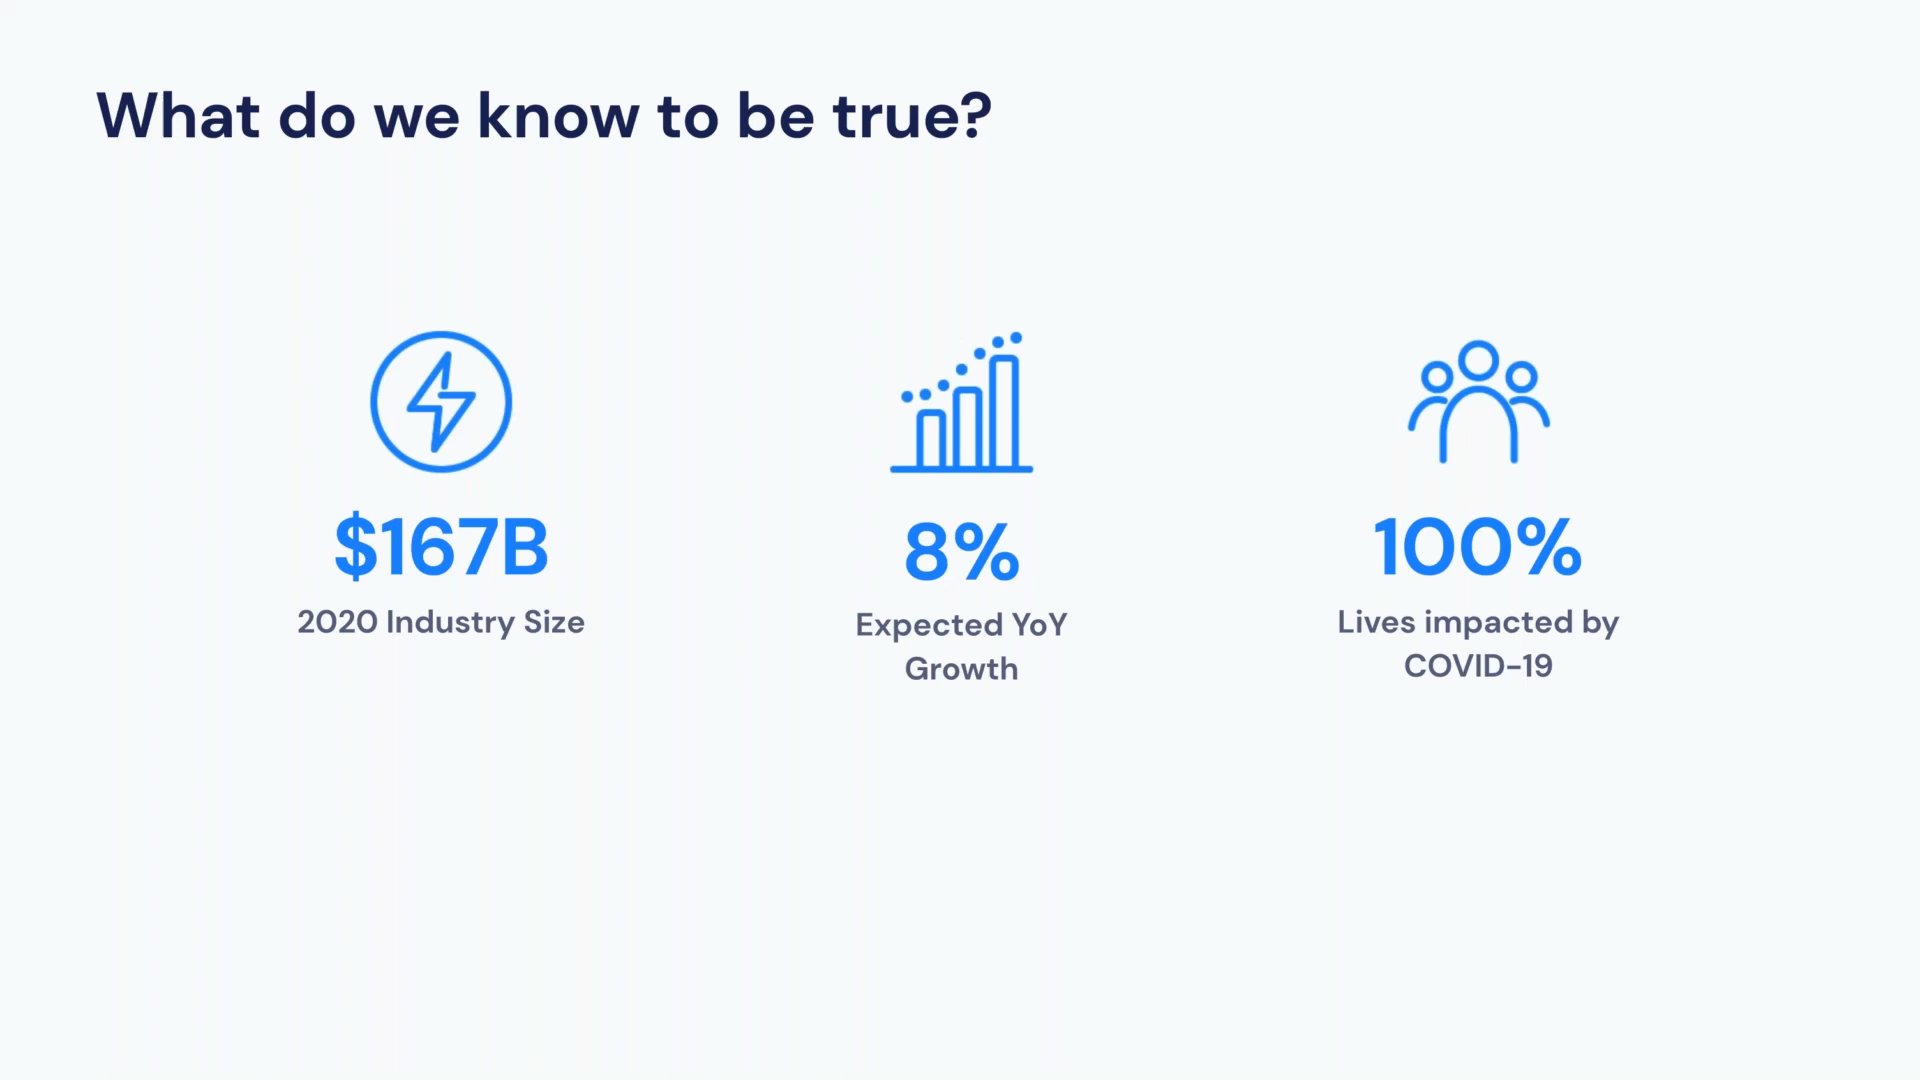 What do we know to be true?
$167B
2020 Industry Size
8%
Expected YoY
Growth
100%
Lives impacted by
COVID-19